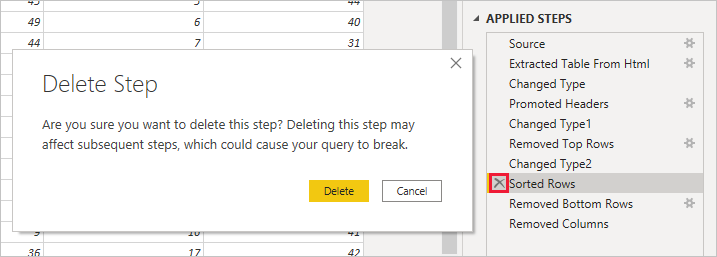 45 5 44
49 6 40
44 7 31
Delete Step
Are you sure you want to delete this step? Deleting this step may
affect subsequent steps, which could cause your query to break.
Delete Cancel
9 10 41
36 17 42
APPLIED STEPS
Source
Extracted Table From Html
Changed Type
Promoted Headers
Changed Type1
Removed Top Rows
Changed Type2
Sorted Rows
Removed Bottom Rows
Removed Columns